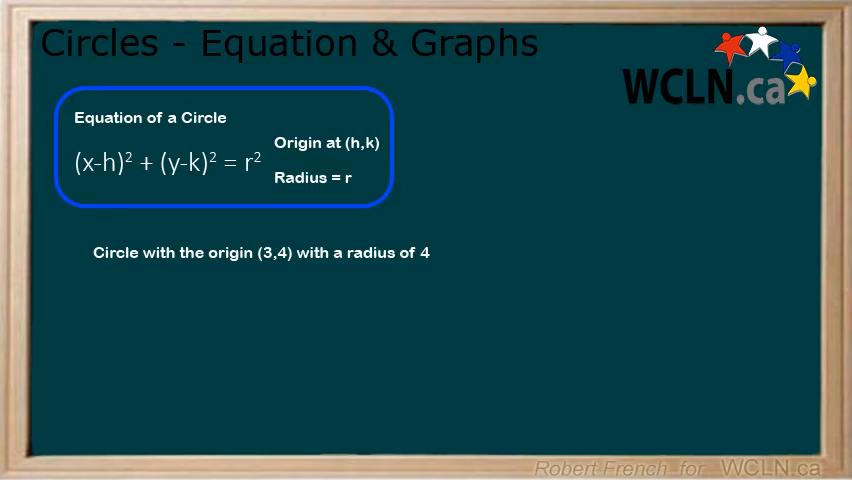 Circles - Equation & Graphs
WCLN.ca
Equation of a Circle
(x-h)² + (y-k)² = r²
Origin at (h,k)
Radius = r
Circle with the origin (3,4) with a radius of 4
Robert French for WCLN.ca